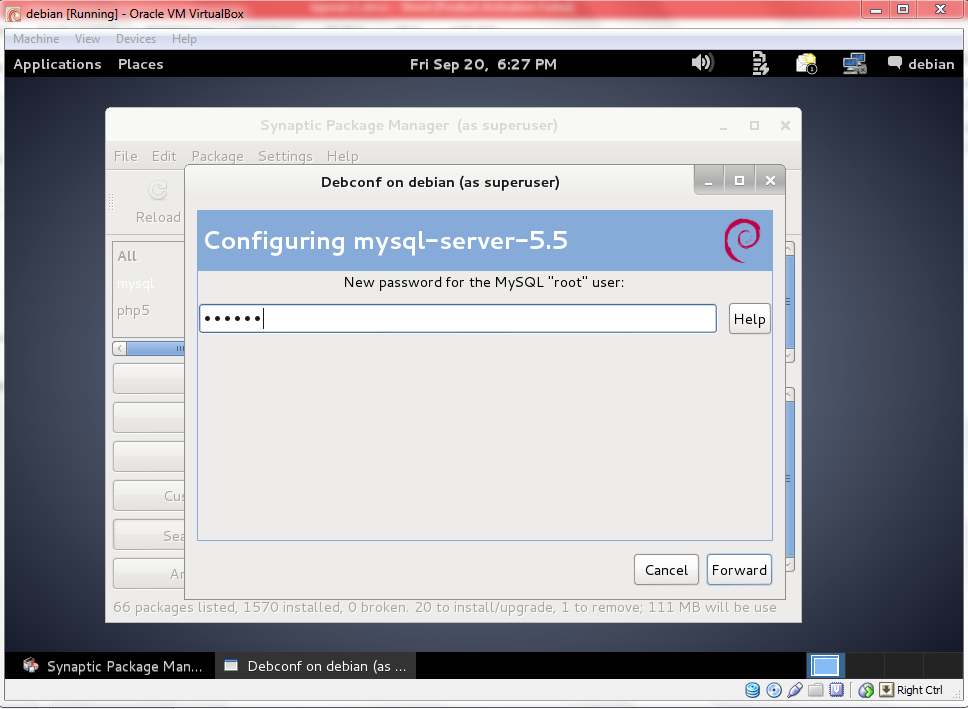 debian [Running] - Oracle VM VirtualBox
Machine View Devices Help
Applications Places Fri Sep 20, 6:27 PM debian
Synaptic Package Manager (as superuser)
File Edit Package Settings Help
Debconf on debian (as superuser)
Reload
Configuring mysql-server-5.5
All
New password for the MySQL "root" user:
mysql
php5
Help
Cancel Forward
66 packages listed, 1570 installed, 0 broken. 20 to install/upgrade, 1 to remove; 111 MB will be use
Synaptic Package Man... Debconf on debian (as ...
Right Ctrl